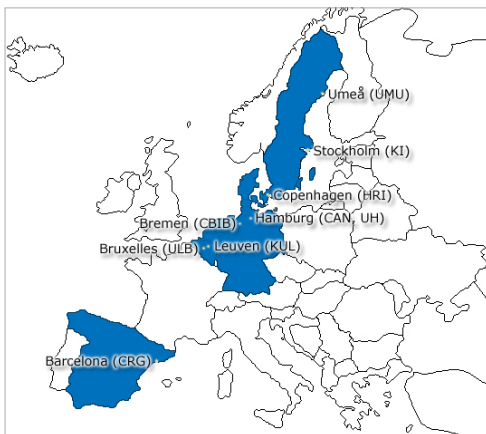 Umeå (UMU)
Stockholm (KI)
Copenhagen (HRI)
Bremen (CBIB)
Hamburg (CAN, UH)
Bruxelles (ULB)
Leuven (KUL)
Barcelona (CRG)